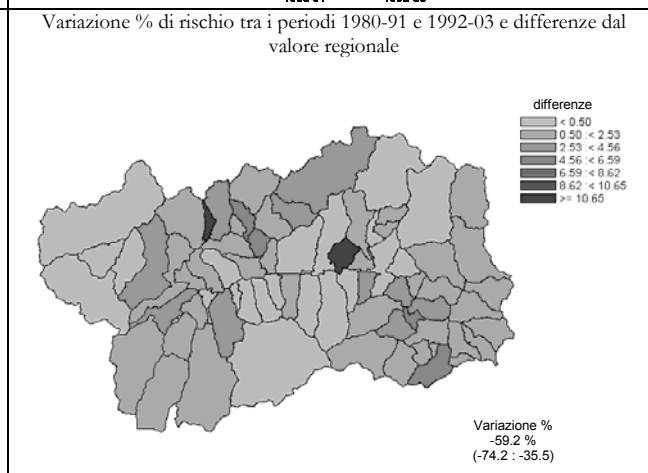 Variazione % di rischio tra i periodi 1980-91 e 1992-03 e differenze dal
valore regionale
differenze
< 0.50
0.50 :< 2.53
2.53 :< 4.56
4.56 :< 6.59
6.59 :< 8.62
8.62 :< 10.65
>= 10.65
Variazione %
-59.2 %
(-74.2 : -35.5)